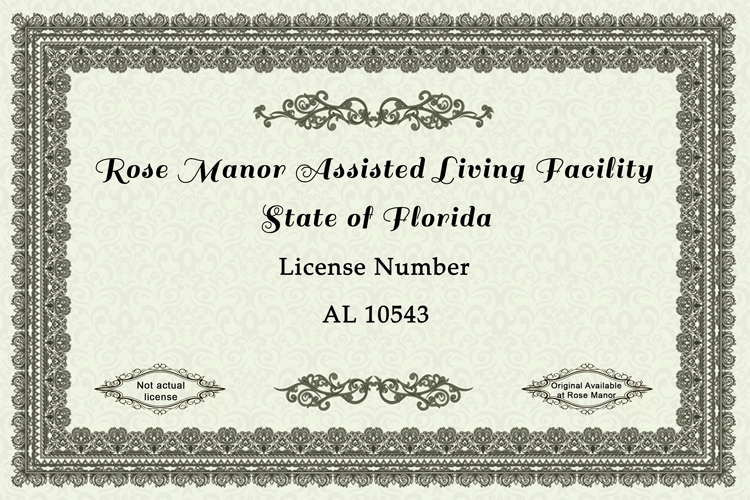 Rose Manor Assisted Living Facility
State of Florida
License Number
AL 10543
Not actual
license
Original Available
at Rose Manor